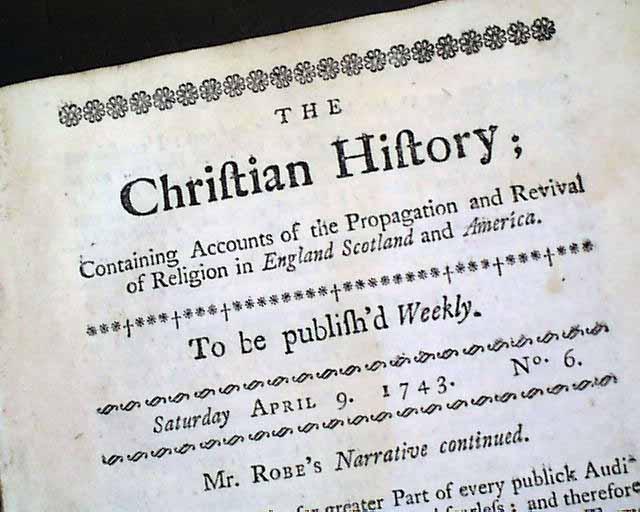 THE
Chriſtian Hiſtory;
Containing Accounts of the Propagation and Revival
of Religion in England Scotland and America.
To be publiſh'd Weekly.
Saturday APRIL 9. 1743. No. 6.
Mr. ROBE's Narrative continued.
greater Part of every publick Audi-
; and therefore